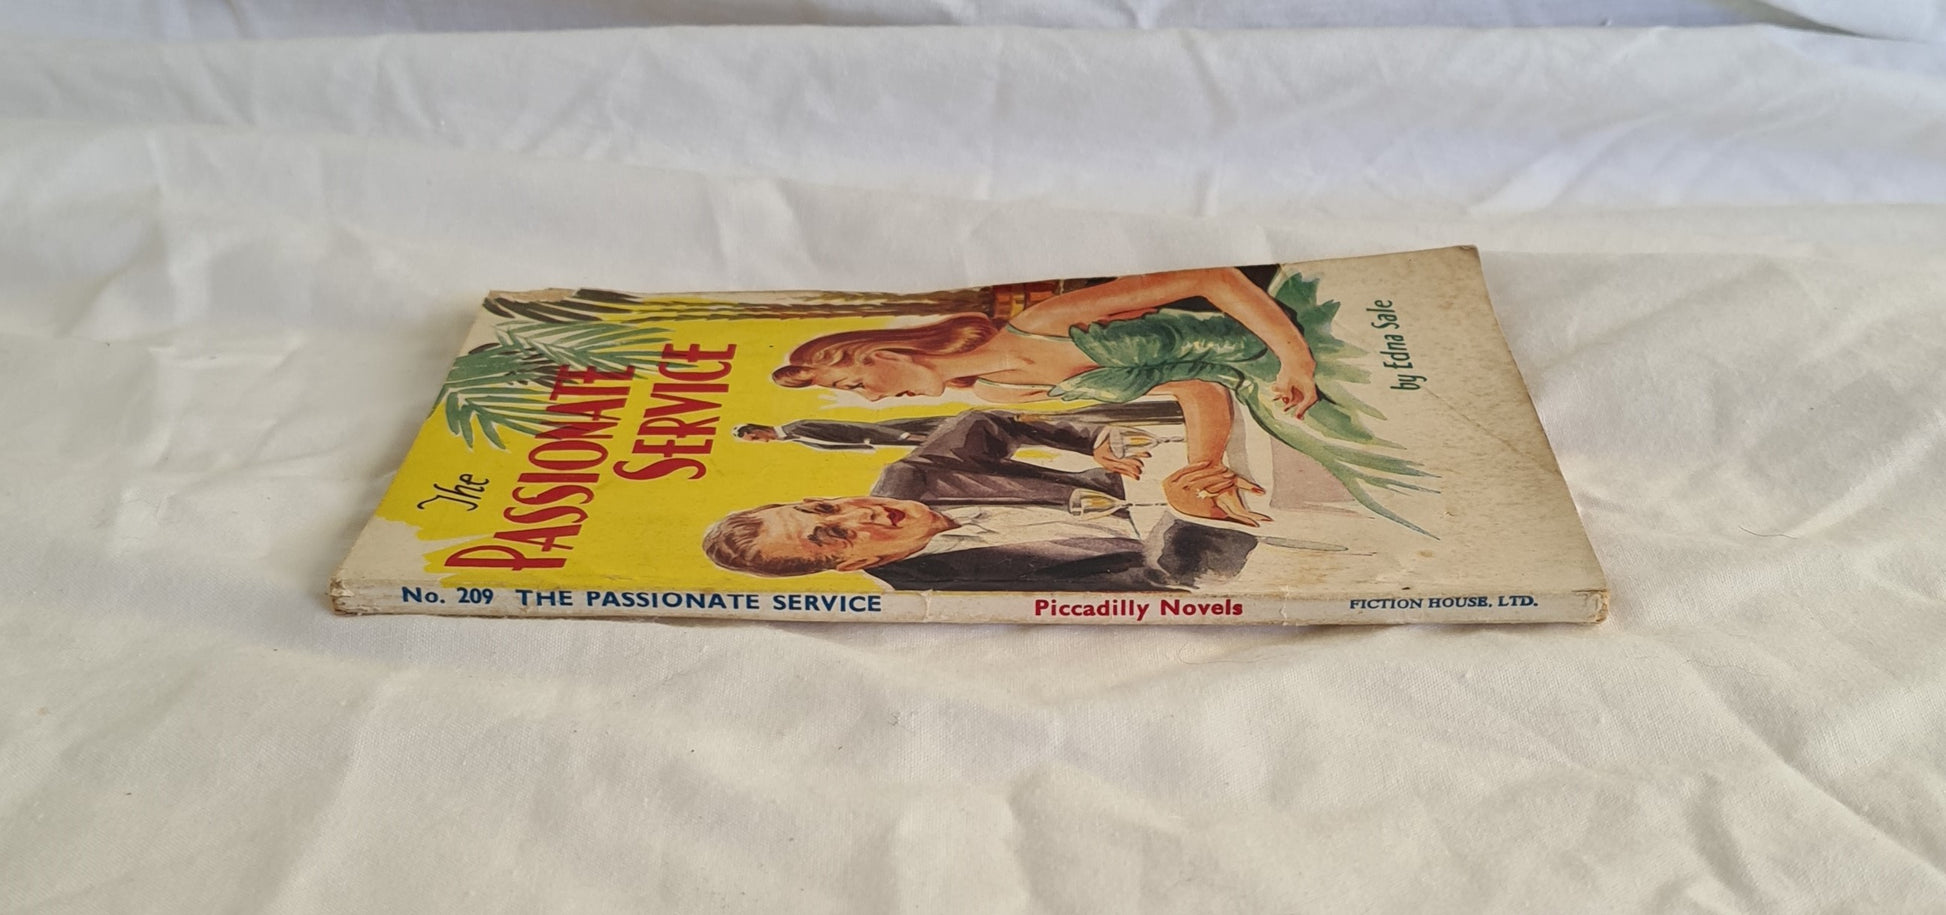 The
PASSIONATE
SERVICE
by Edna Sale
No. 209 THE PASSIONATE SERVICE Piccadilly Novels FICTION HOUSE, LTD.